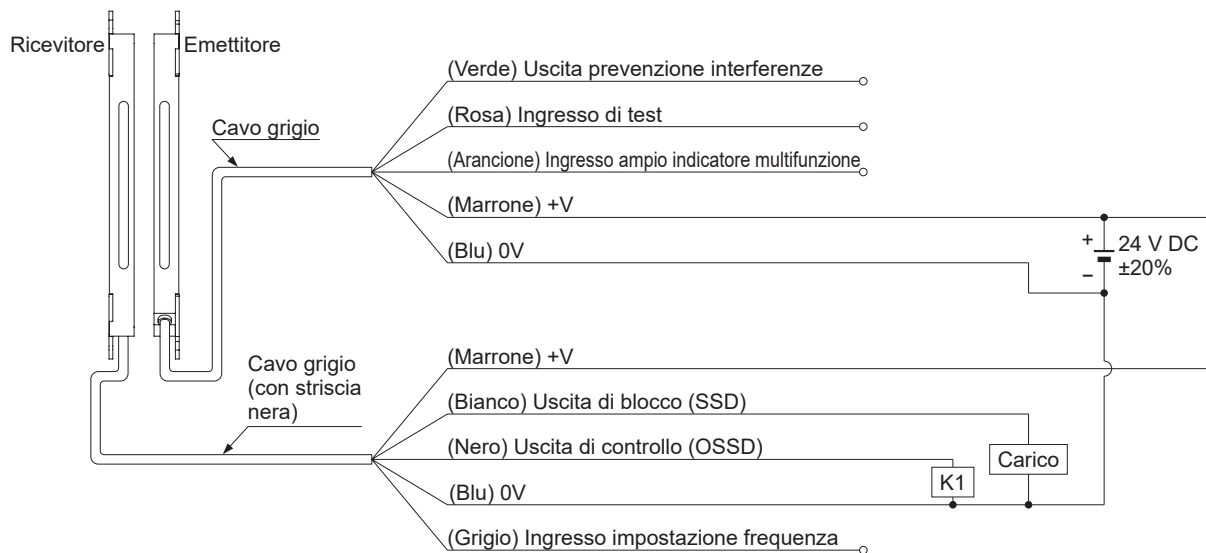 Ricevitore
Emettitore
(Verde) Uscita prevenzione interferenze
(Rosa) Ingresso di test
Cavo grigio
(Arancione) Ingresso ampio indicatore multifunzione
(Marrone) +V
(Blu) 0V
+
24 V DC
±20%
−
(Marrone) +V
Cavo grigio
(con striscia
nera)
(Bianco) Uscita di blocco (SSD)
(Nero) Uscita di controllo (OSSD)
Carico
K1
(Blu) 0V
(Grigio) Ingresso impostazione frequenza